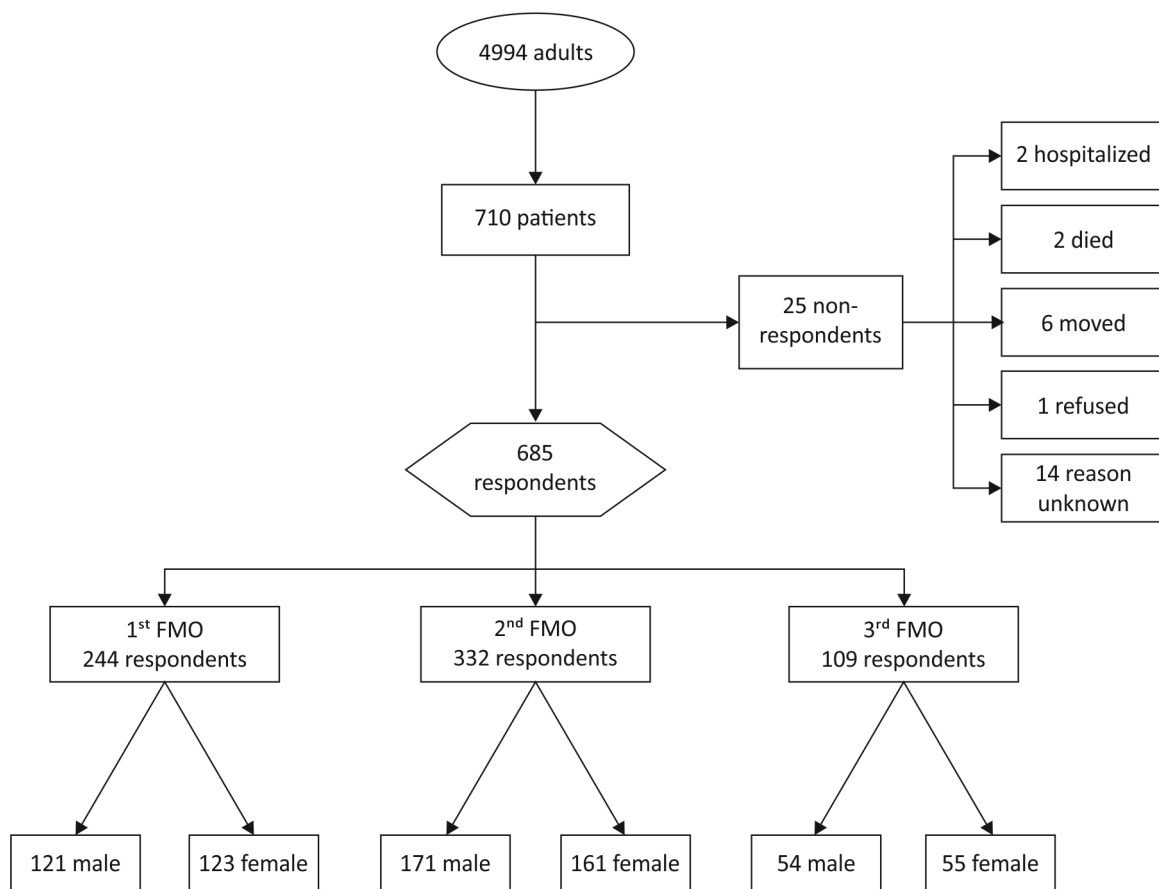 4994 adults
710 patients
25 non-
respondents
2 hospitalized
2 died
6 moved
1 refused
14 reason
unknown
685
respondents
1st FMO
244 respondents
2nd FMO
332 respondents
3rd FMO
109 respondents
121 male
123 female
171 male
161 female
54 male
55 female